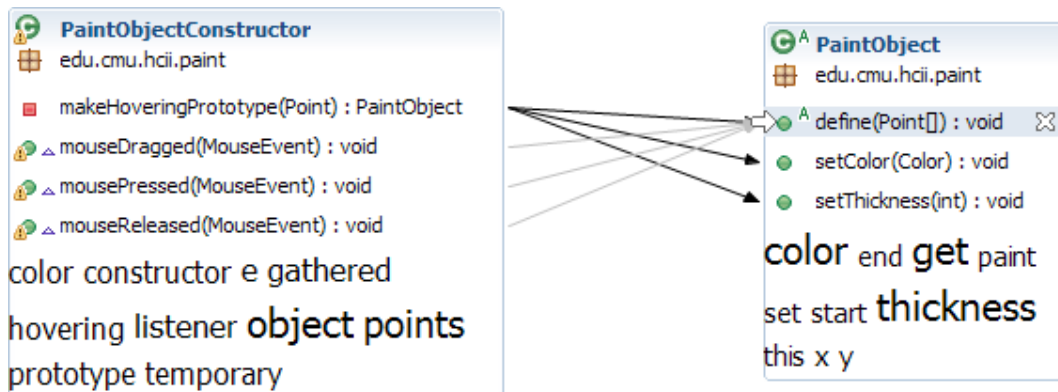 PaintObjectConstructor
edu.cmu.hcii.paint
makeHoveringPrototype(Point) : PaintObject
mouseDragged(MouseEvent) : void
mousePressed(MouseEvent) : void
mouseReleased(MouseEvent) : void
color constructor e gathered
hovering listener object points
prototype temporary
A PaintObject
edu.cmu.hcii.paint
A define(Point[]) : void
setColor(Color) : void
setThickness(int) : void
color end get paint
set start thickness
this x y